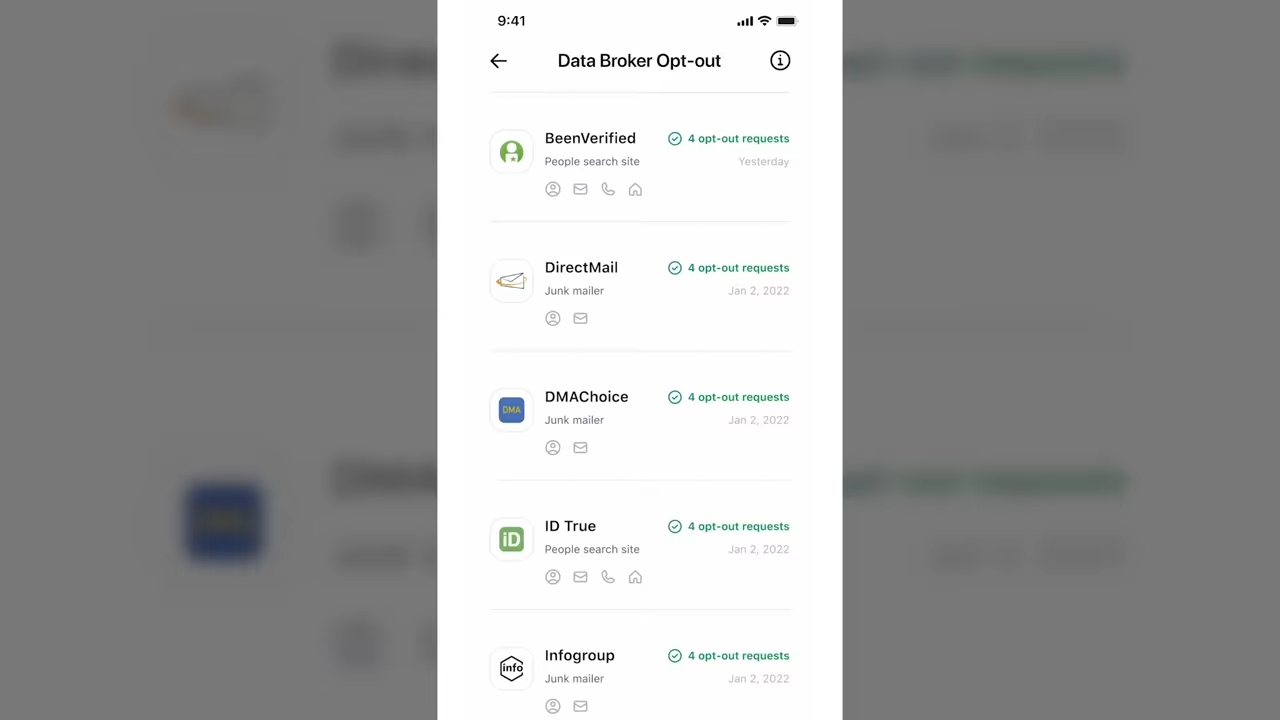 9:41
Data Broker Opt-out
BeenVerified
4 opt-out requests
People search site
Yesterday
DirectMail
4 opt-out requests
Junk mailer
Jan 2, 2022
DMAChoice
4 opt-out requests
DMA
Junk mailer
Jan 2, 2022
ID True
4 opt-out requests
iD
People search site
Jan 2, 2022
Infogroup
4 opt-out requests
info
Junk mailer
Jan 2, 2022